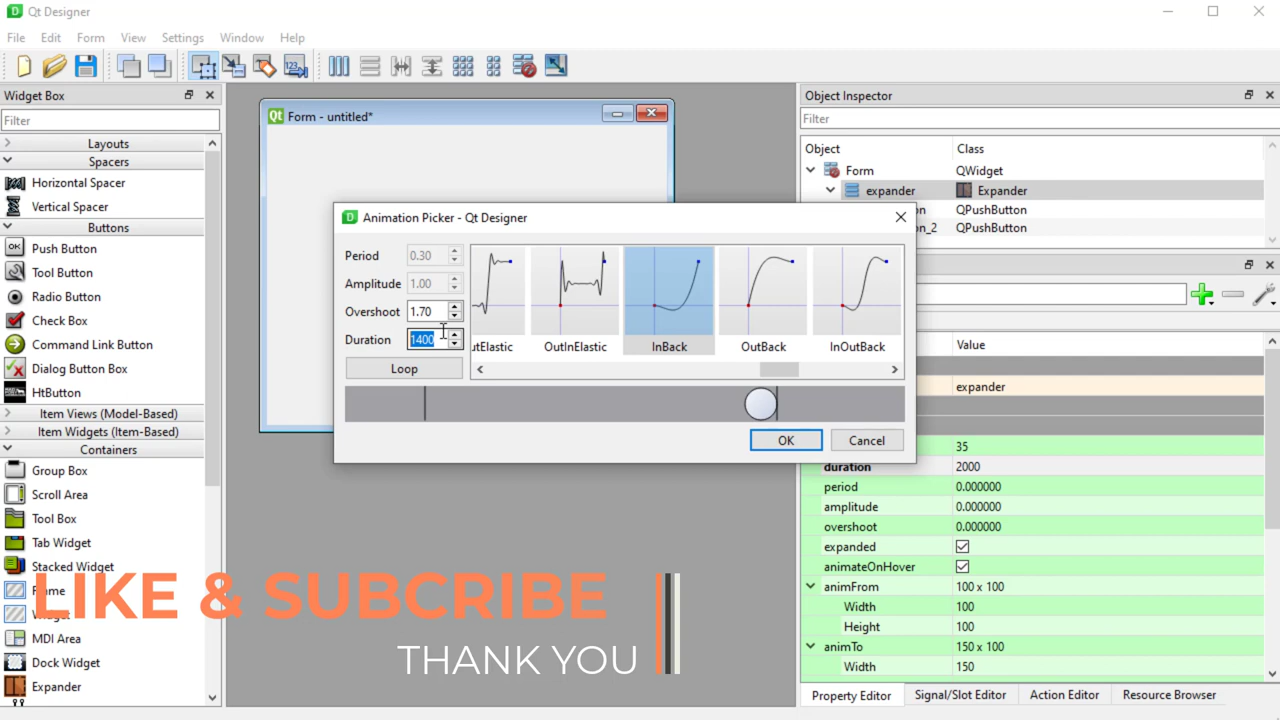 Qt Designer
File Edit Form View Settings Window Help
Widget Box
Filter
Layouts
Spacers
Horizontal Spacer
Vertical Spacer
Buttons
Push Button
Tool Button
Radio Button
Check Box
Command Link Button
Dialog Button Box
HtButton
Item Views (Model-Based)
Item Widgets (Item-Based)
Containers
Group Box
Scroll Area
Tool Box
Tab Widget
Stacked Widget
MDI Area
Dock Widget
Expander
Form - untitled*
Animation Picker - Qt Designer
Period 0.30
Amplitude 1.00
Overshoot 1.70
Duration 1400
Loop
utElastic OutInElastic InBack OutBack InOutBack
OK Cancel
LIKE & SUBCRIBE
THANK YOU
Object Inspector
Filter
Object Class
Form QWidget
expander Expander
on QPushButton
on_2 QPushButton
Value
expander
35
duration 2000
period 0.000000
amplitude 0.000000
overshoot 0.000000
expanded
animateOnHover
animFrom 100 x 100
Width 100
Height 100
animTo 150 x 100
Width 150
Property Editor Signal/Slot Editor Action Editor Resource Browser